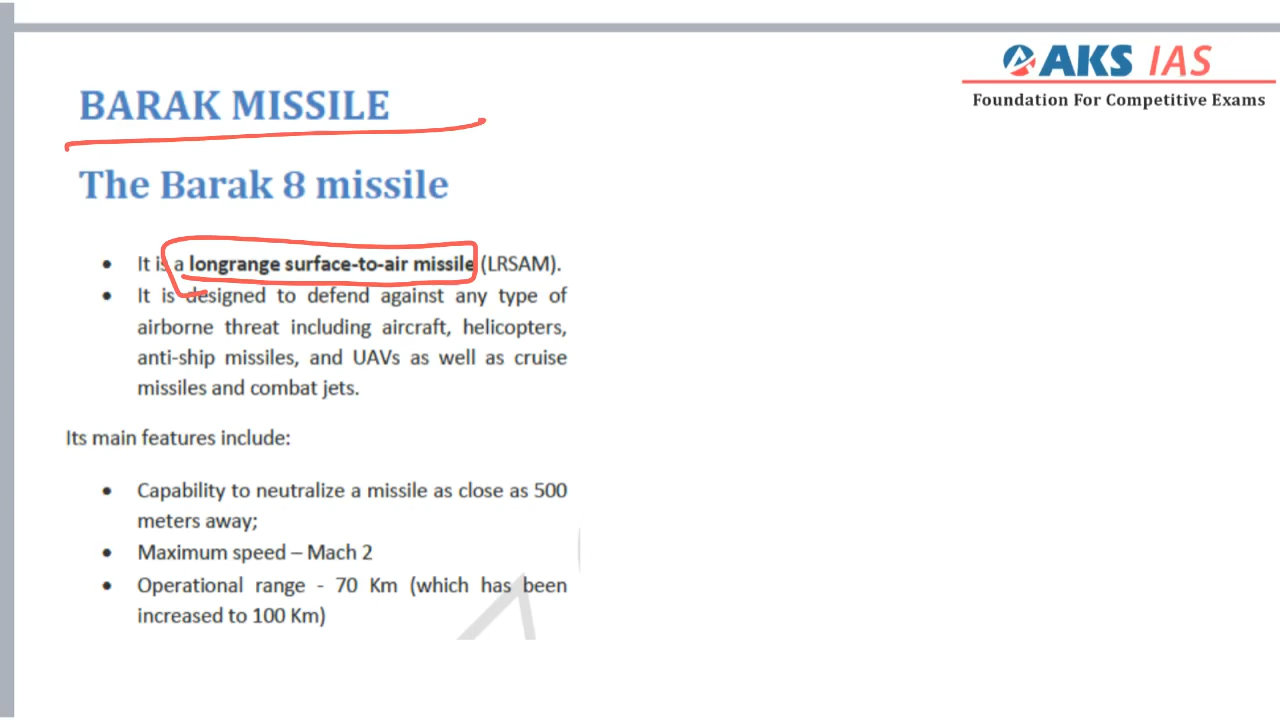 AKS IAS
Foundation For Competitive Exams
BARAK MISSILE
The Barak 8 missile
• It is a longrange surface-to-air missile (LRSAM).
• It is designed to defend against any type of
airborne threat including aircraft, helicopters,
anti-ship missiles, and UAVs as well as cruise
missiles and combat jets.
Its main features include:
• Capability to neutralize a missile as close as 500
meters away;
• Maximum speed – Mach 2
• Operational range - 70 Km (which has been
increased to 100 Km)